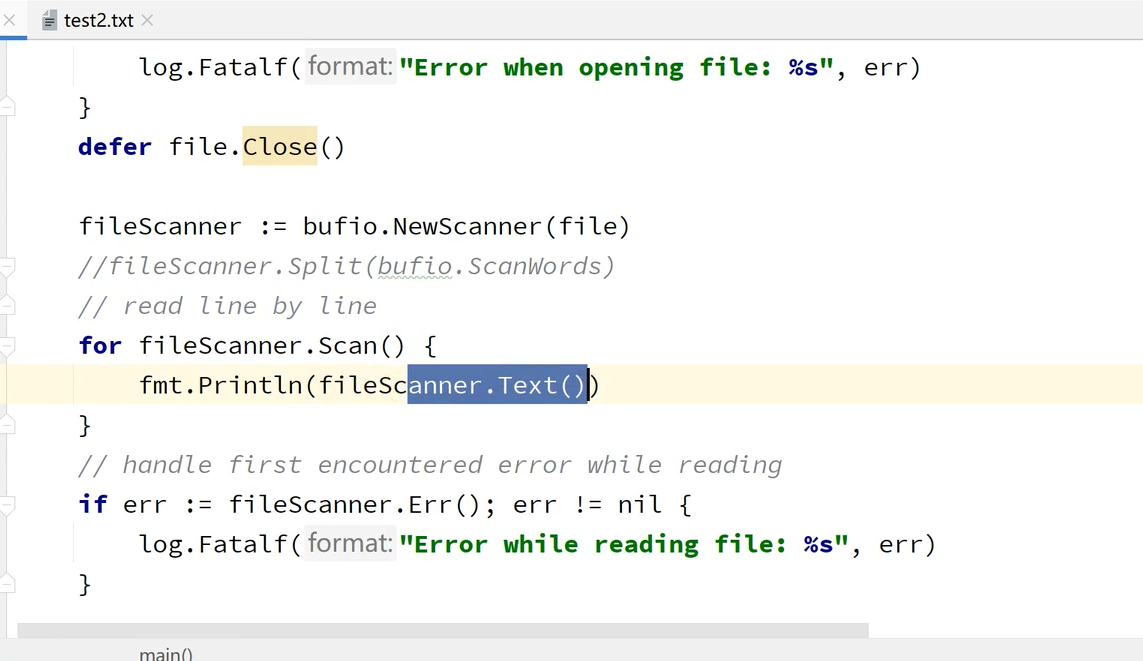 test2.txt
log.Fatalf( format: "Error when opening file: %s", err)
}
defer file.Close()
fileScanner := bufio.NewScanner(file)
//fileScanner.Split(bufio.ScanWords)
// read line by line
for fileScanner.Scan() {
fmt.Println(fileScanner.Text())
}
// handle first encountered error while reading
if err := fileScanner.Err(); err != nil {
log.Fatalf( format: "Error while reading file: %s", err)
}
main()